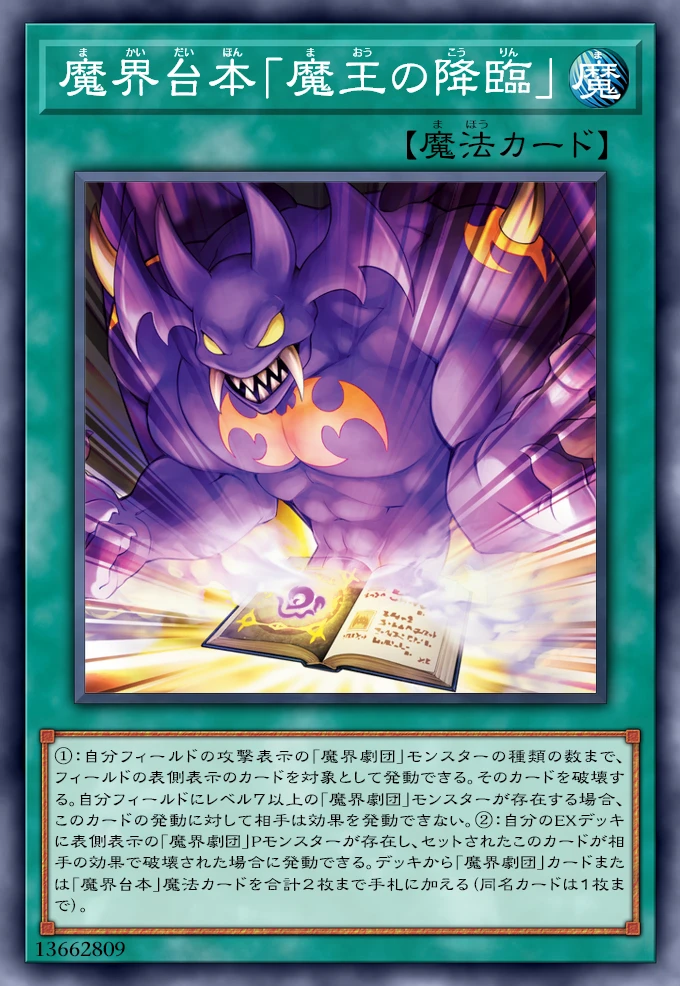 魔界台本「魔王の降臨」 魔
【魔法カード】
①：自分フィールドの攻撃表示の「魔界劇団」モンスターの種類の数まで、
フィールドの表側表示のカードを対象として発動できる。そのカードを破壊す
る。自分フィールドにレベル７以上の「魔界劇団」モンスターが存在する場合、
このカードの発動に対して相手は効果を発動できない。②：自分のEXデッキ
に表側表示の「魔界劇団」Pモンスターが存在し、セットされたこのカードが相
手の効果で破壊された場合に発動できる。デッキから「魔界劇団」カードまた
は「魔界台本」魔法カードを合計２枚まで手札に加える（同名カードは１枚ま
で）。
13662809